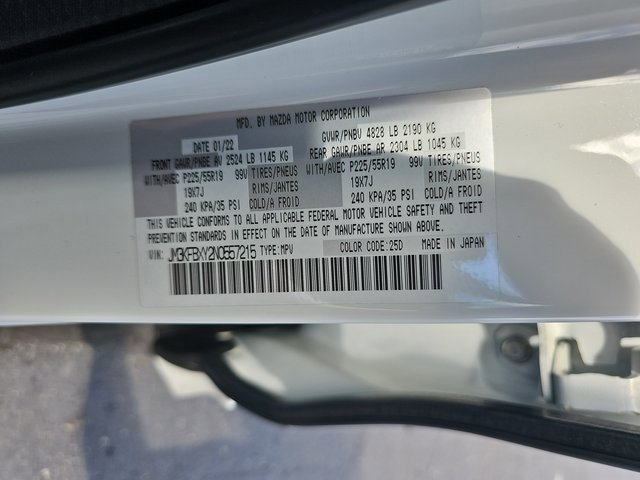 MFD. BY MAZDA MOTOR CORPORATION
DATE 01/22 GVWR/PNBV 4828 LB 2190 KG
FRONT GAWR/PNBE AV 2524 LB 1145 KG REAR GAWR/PNBE AR 2304 LB 1045 KG
WITH/AVEC P225/55R19 99V TIRES/PNEUS WITH/AVEC P225/55R19 99V TIRES/PNEUS
19X7J RIMS/JANTES 19X7J RIMS/JANTES
240 KPA/35 PSI COLD/A FROID 240 KPA/35 PSI COLD/A FROID
THIS VEHICLE CONFORMS TO ALL APPLICABLE FEDERAL MOTOR VEHICLE SAFETY AND THEFT
PREVENTION STANDARDS IN EFFECT ON THE DATE OF MANUFACTURE SHOWN ABOVE.
VIN: JM3KFBXY2N0557215 TYPE:MPV COLOR CODE:25D MADE IN JAPAN